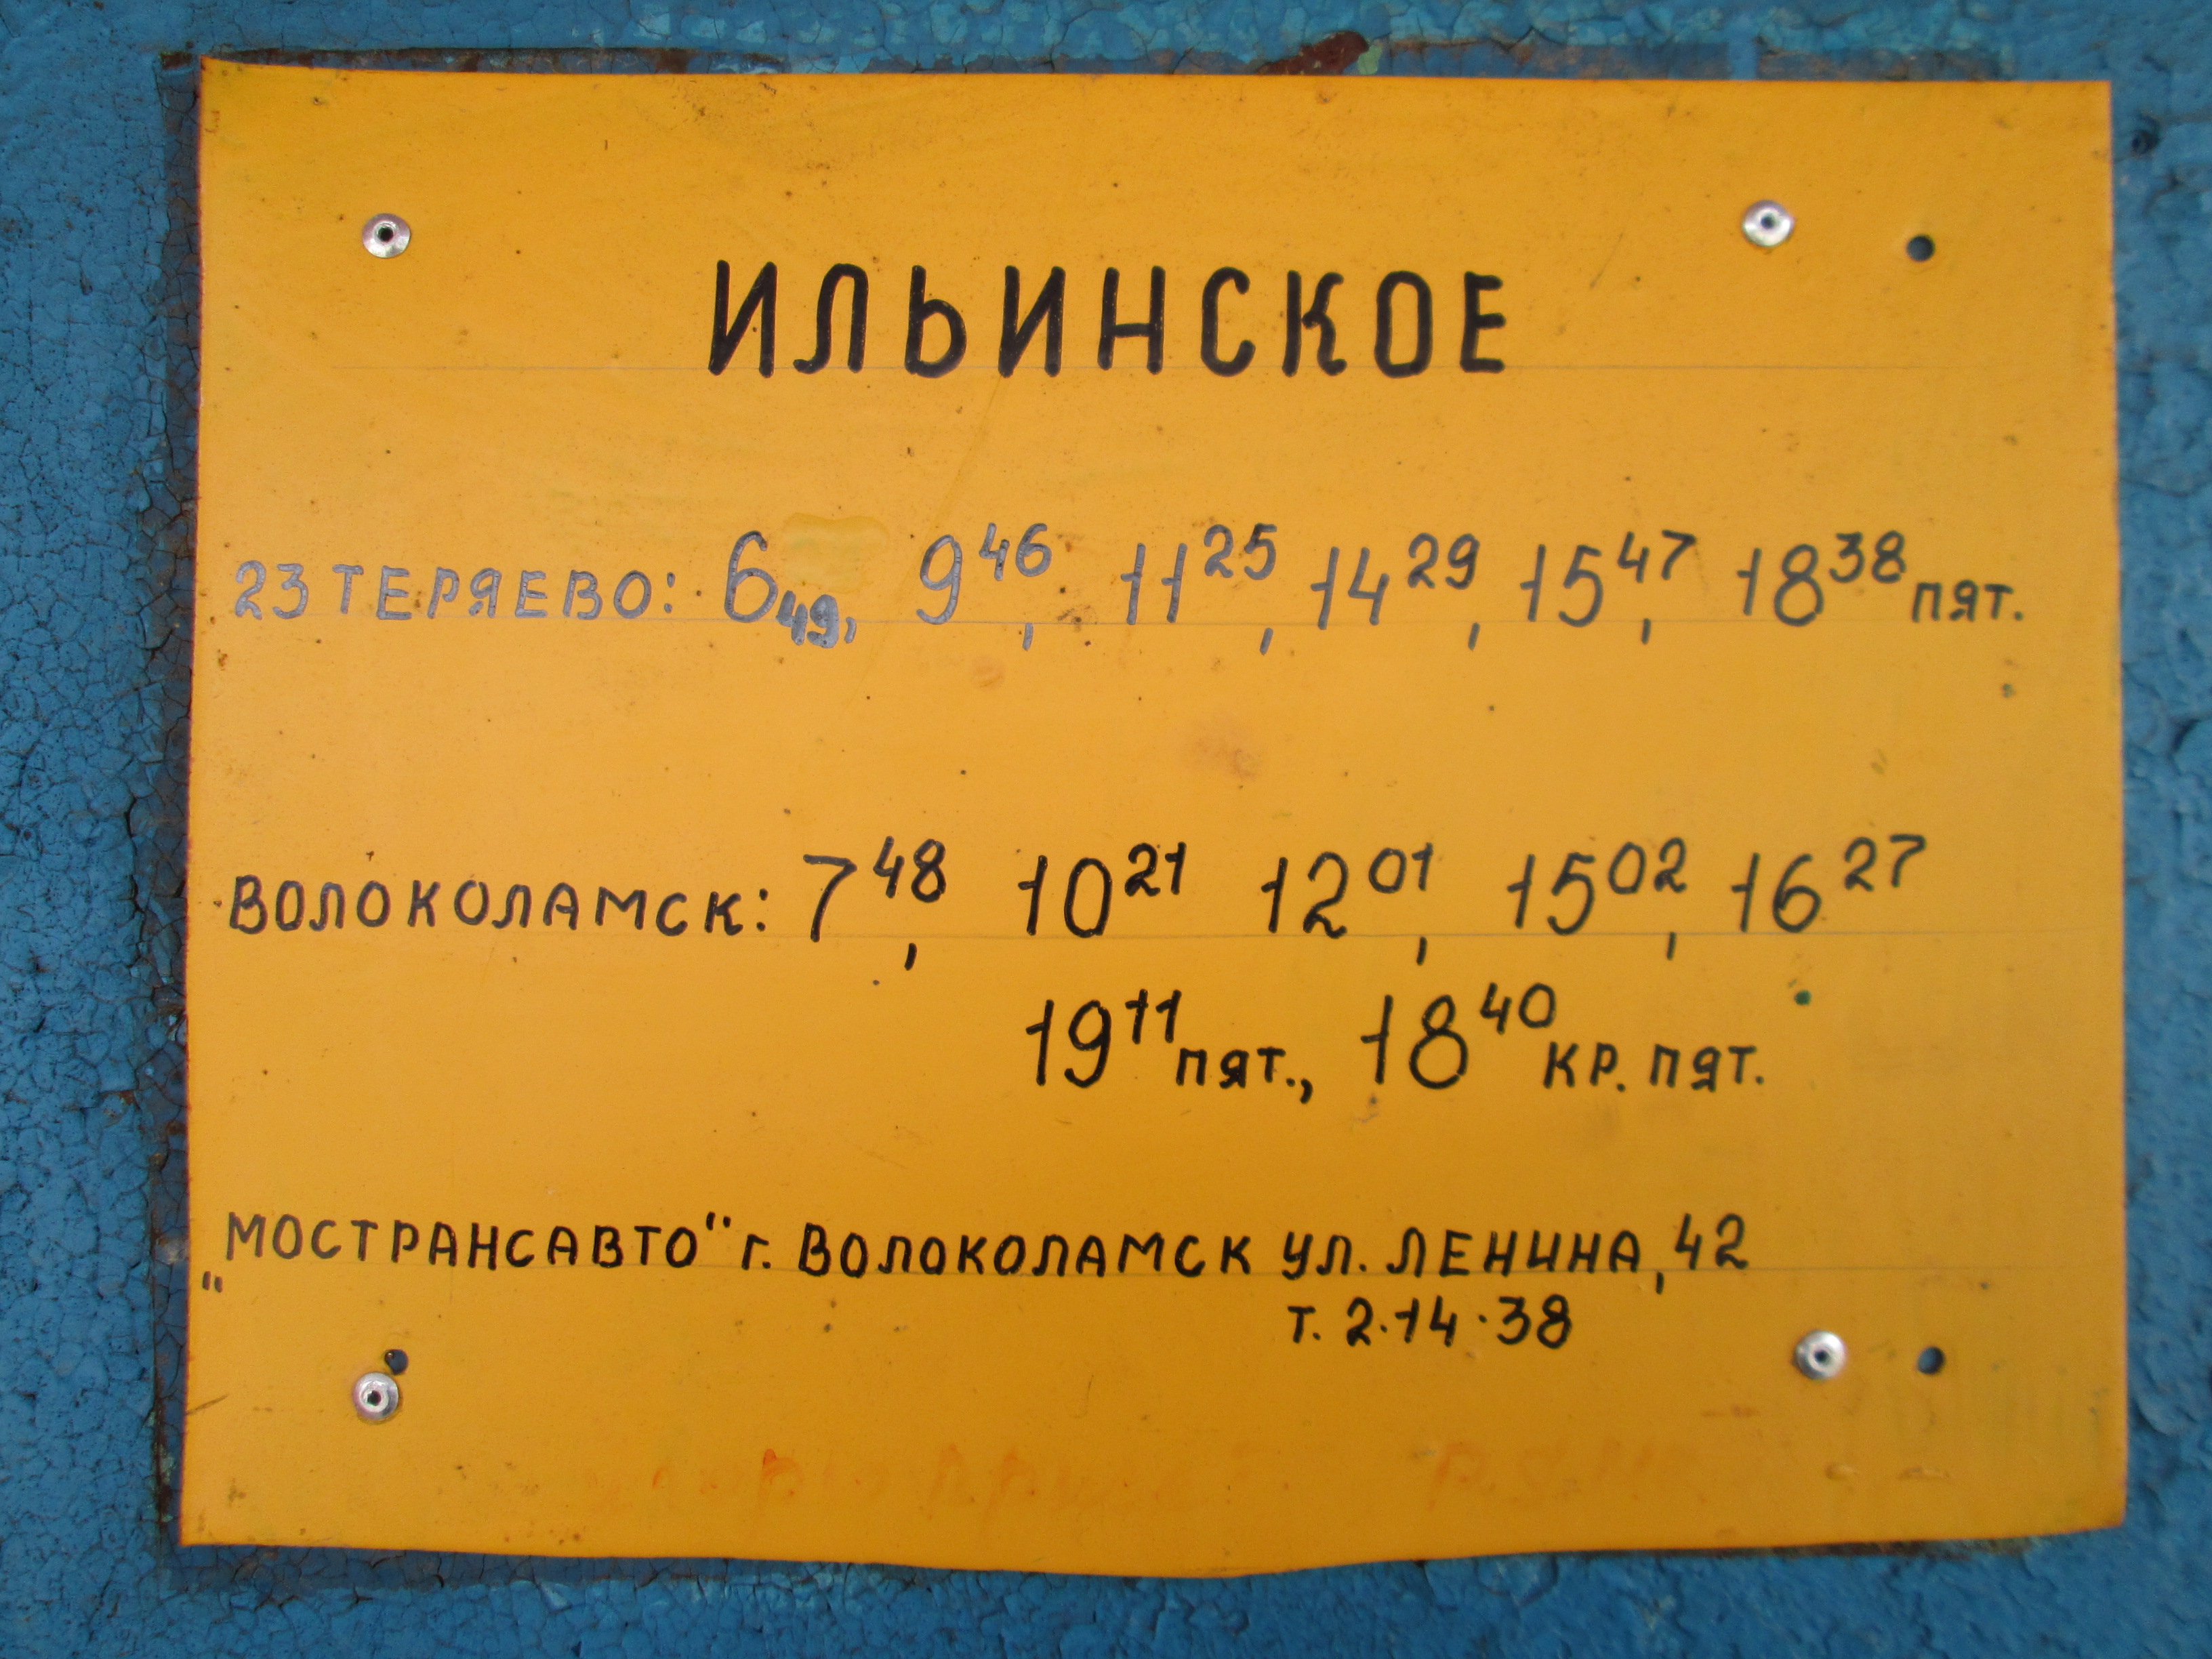 ИЛЬИНСКОЕ
23 ТЕРЯЕВО: 6 49, 9 46, 11 25, 14 29, 15 47, 18 38 пят.
ВОЛОКОЛАМСК: 7 48, 10 21 12 01, 15 02, 16 27
19 11 пят., 18 40 кр. пят.
"МОСТРАНСАВТО" г. ВОЛОКОЛАМСК ул. ЛЕНИНА, 42
т. 2·14·38